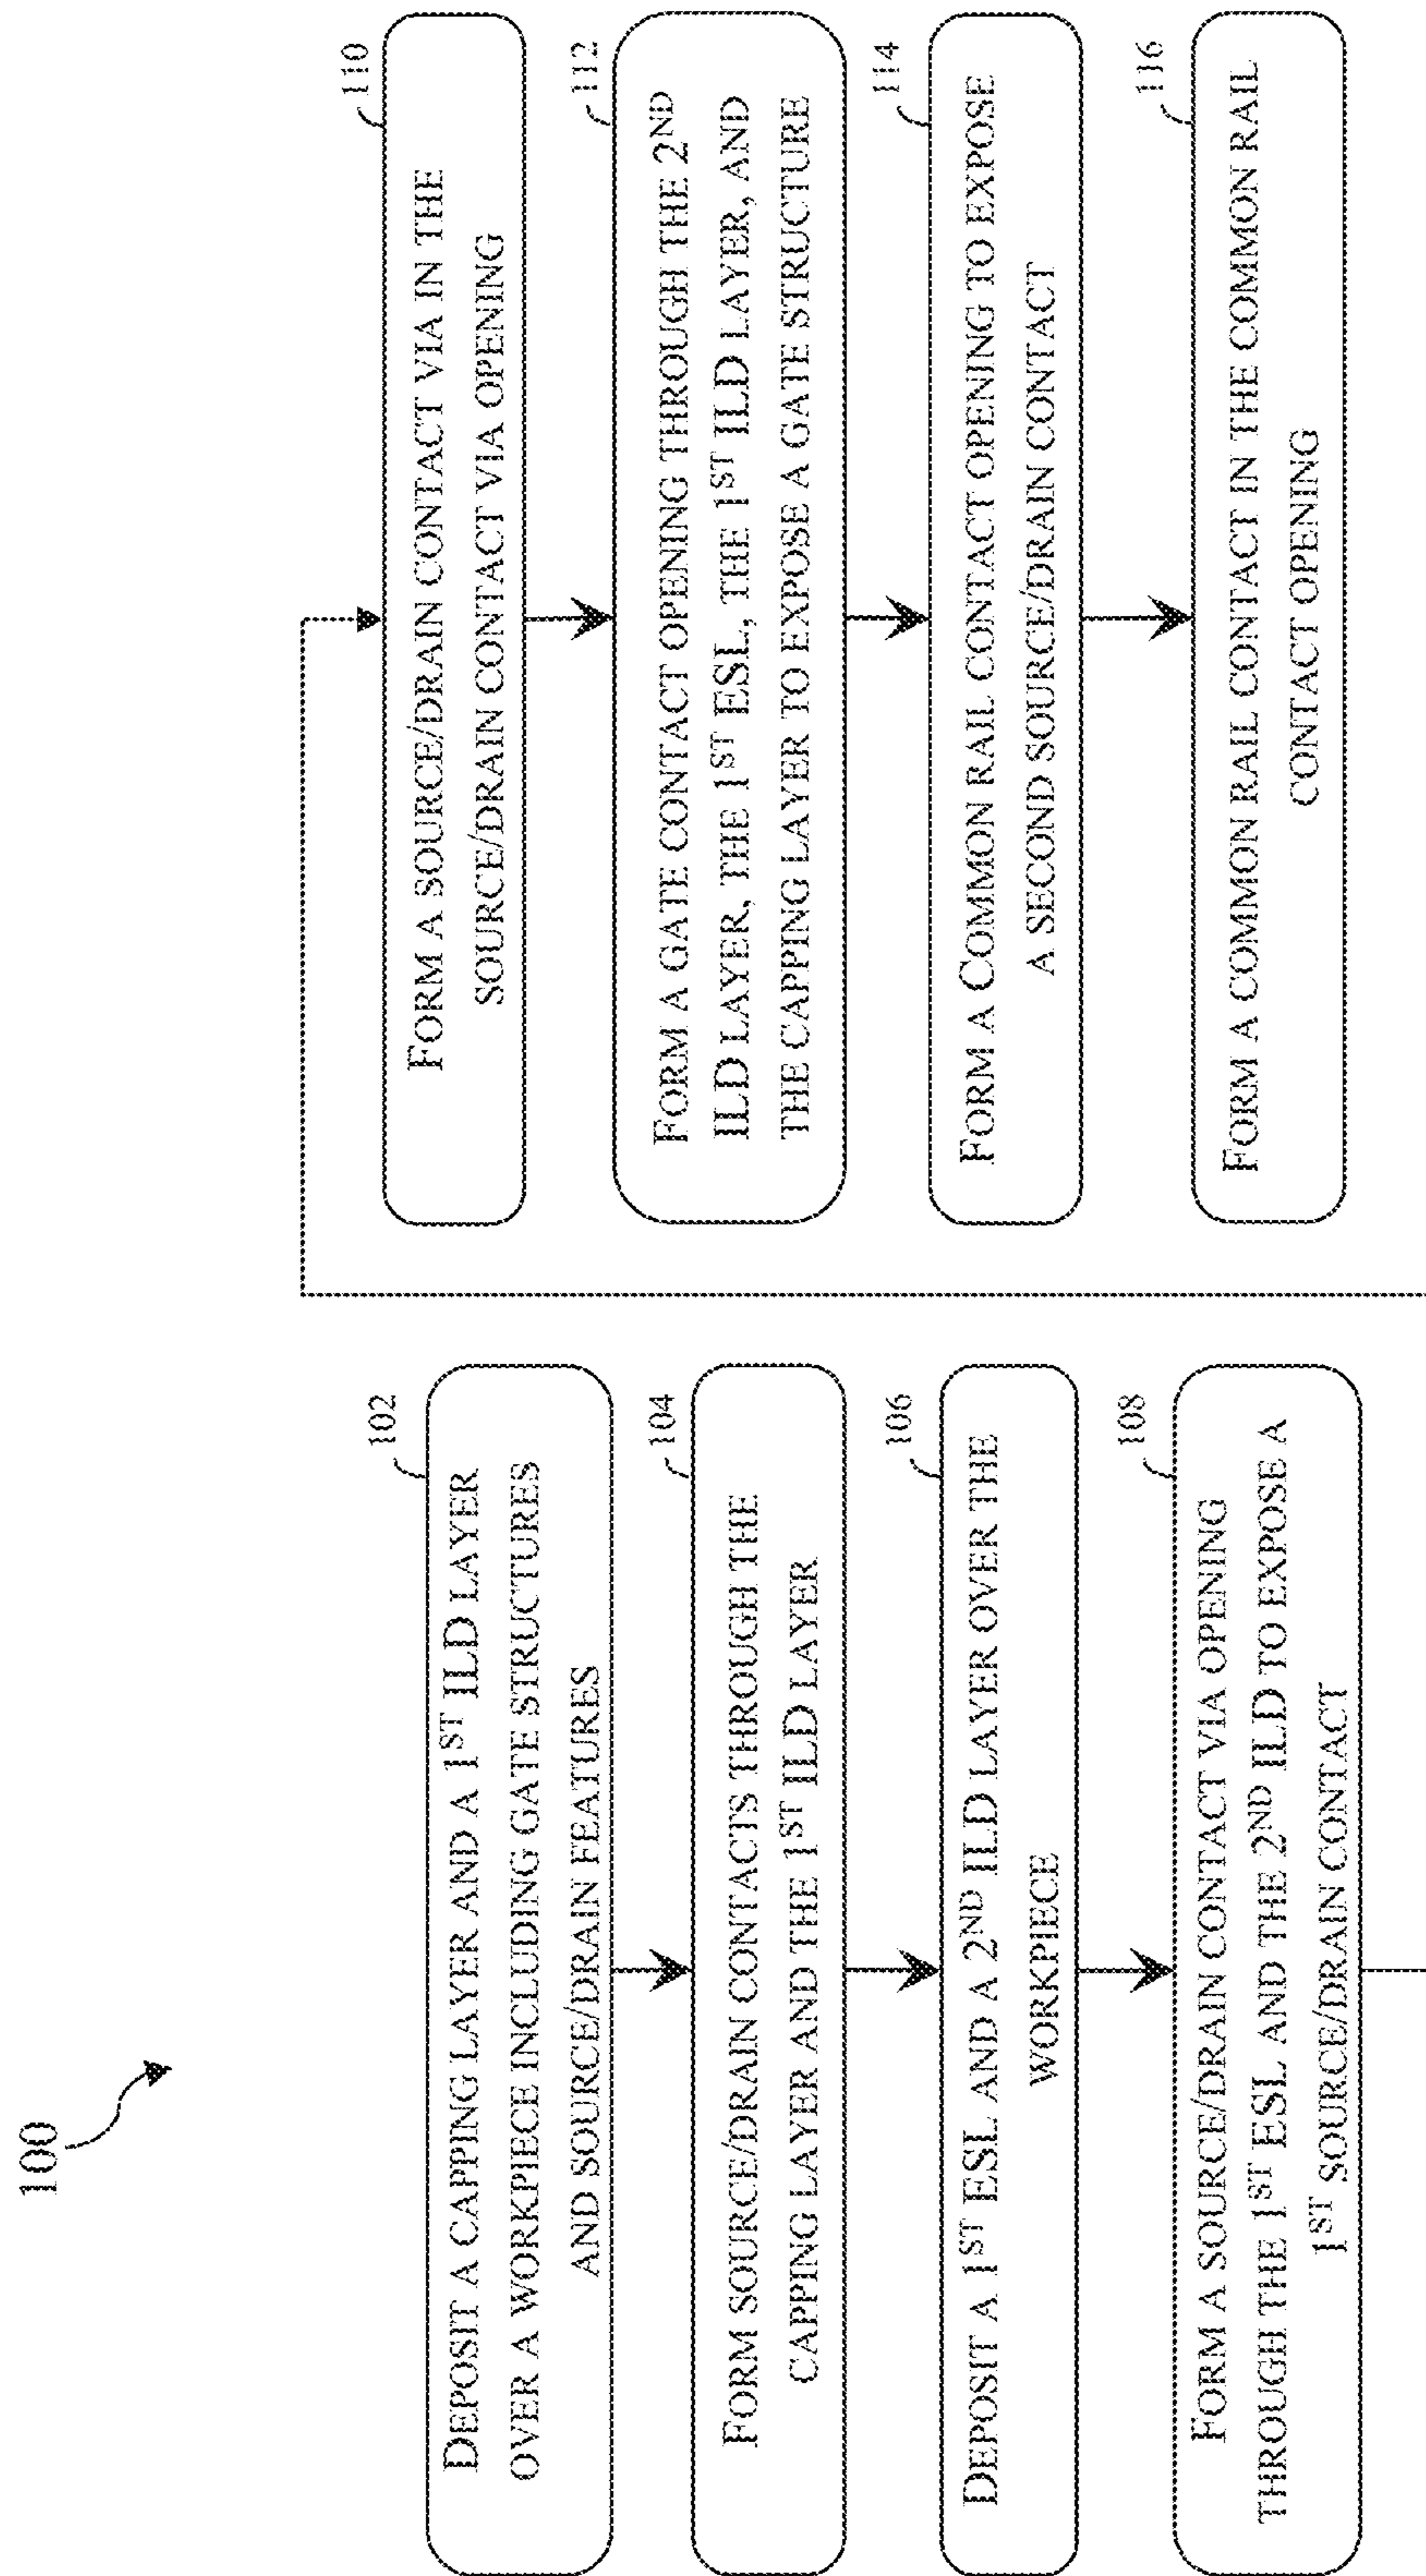 100
102
DEPOSIT A CAPPING LAYER AND A 1ST ILD LAYER
OVER A WORKPIECE INCLUDING GATE STRUCTURES
AND SOURCE/DRAIN FEATURES
104
FORM SOURCE/DRAIN CONTACTS THROUGH THE
CAPPING LAYER AND THE 1ST ILD LAYER
106
DEPOSIT A 1ST ESL AND A 2ND ILD LAYER OVER THE
WORKPIECE
108
FORM A SOURCE/DRAIN CONTACT VIA OPENING
THROUGH THE 1ST ESL AND THE 2ND ILD TO EXPOSE A
1ST SOURCE/DRAIN CONTACT
110
FORM A SOURCE/DRAIN CONTACT VIA IN THE
SOURCE/DRAIN CONTACT VIA OPENING
112
FORM A GATE CONTACT OPENING THROUGH THE 2ND
ILD LAYER, THE 1ST ESL, THE 1ST ILD LAYER, AND
THE CAPPING LAYER TO EXPOSE A GATE STRUCTURE
114
FORM A COMMON RAIL CONTACT OPENING TO EXPOSE
A SECOND SOURCE/DRAIN CONTACT
116
FORM A COMMON RAIL CONTACT IN THE COMMON RAIL
CONTACT OPENING